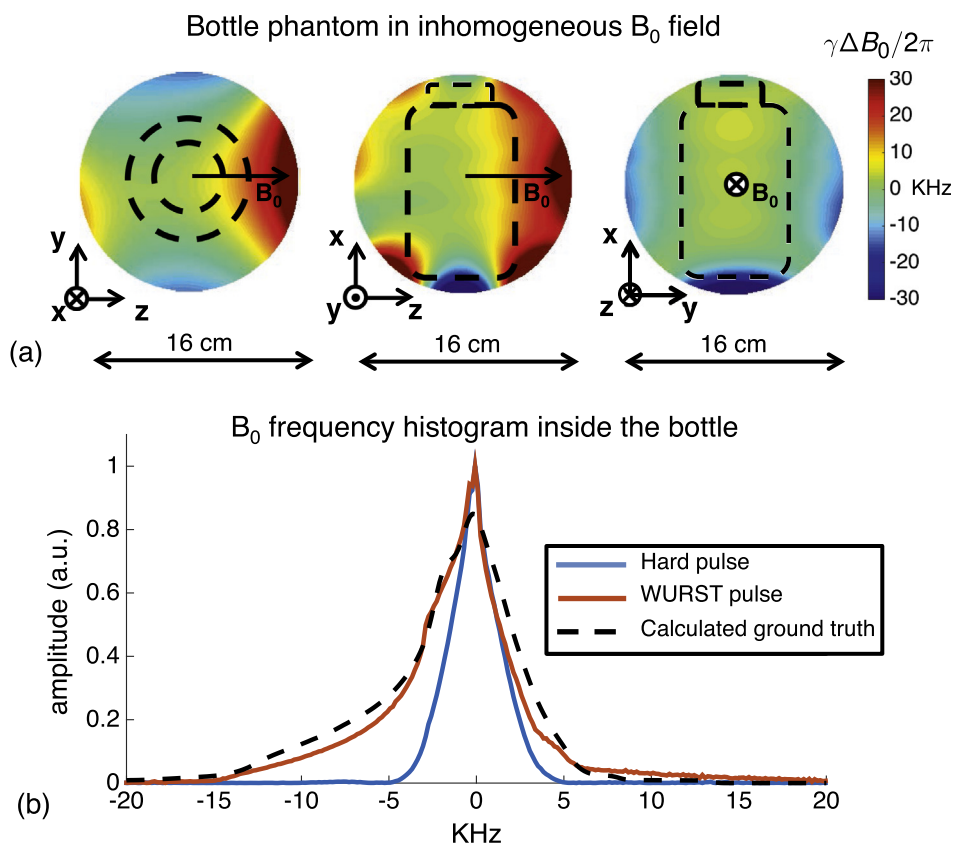 Bottle phantom in inhomogeneous B₀ field
γΔB₀/2π
30
20
10
0 KHz
-10
-20
-30
B₀
B₀
B₀
y
x
z
x
y
z
x
z
y
(a)
16 cm
16 cm
16 cm
B₀ frequency histogram inside the bottle
amplitude (a.u.)
1
0.8
0.6
0.4
0.2
0
Hard pulse
WURST pulse
Calculated ground truth
-20
-15
-10
-5
0
5
10
15
20
(b)
KHz